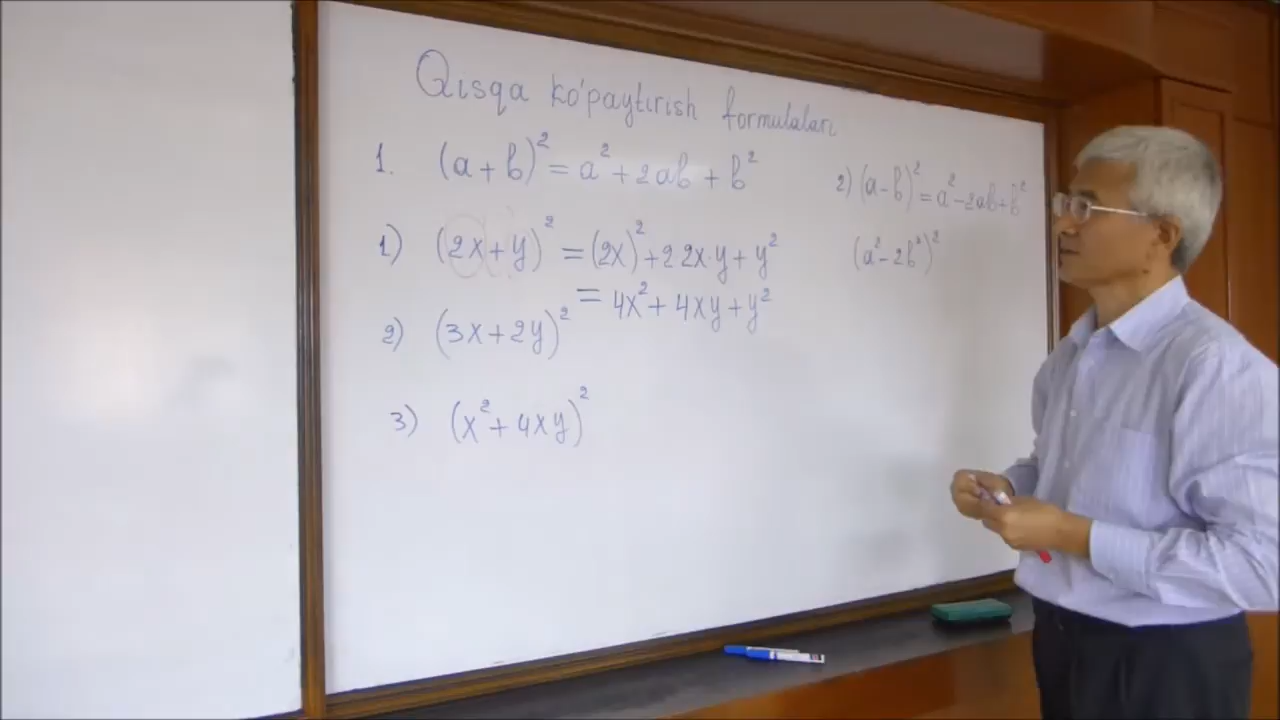 Qisqa ko'paytirish formulalari
1. (a + b)² = a² + 2ab + b²
2) (a - b)² = a² - 2ab + b²
1) (2x + y)² = (2x)² + 2 2x·y + y²
= 4x² + 4xy + y²
(a² - 2b²)²
2) (3x + 2y)²
3) (x² + 4xy)²